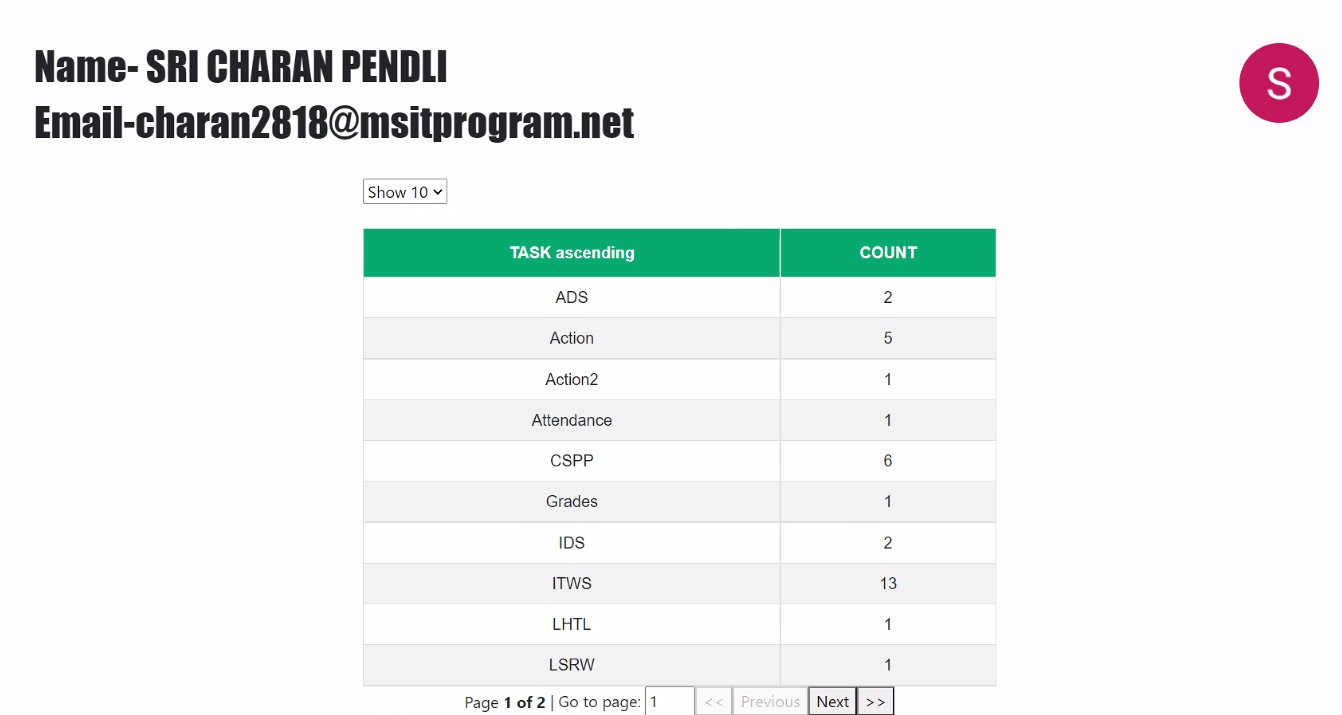 Name- SRI CHARAN PENDLI
S
Email-charan2818@msitprogram.net
Show 10
TASK ascending COUNT
ADS 2
Action 5
Action2 1
Attendance 1
CSPP 6
Grades 1
IDS 2
ITWS 13
LHTL 1
LSRW 1
Page 1 of 2 | Go to page: 1 << Previous Next >>